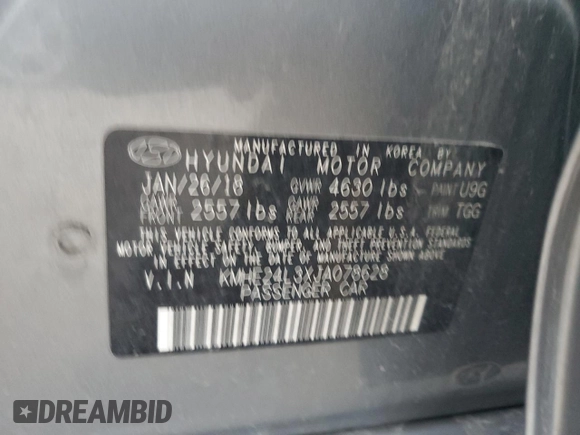 MANUFACTURED IN KOREA BY
HYUNDAI MOTOR COMPANY
JAN/26/18 GVWR 4630 lbs PAINT U9G
GAWR FRONT 2557 lbs GAWR REAR 2557 lbs TRIM TGG
THIS VEHICLE CONFORMS TO ALL APPLICABLE U.S.A. FEDERAL
MOTOR VEHICLE SAFETY, BUMPER, AND THEFT PREVENTION STANDARDS
IN EFFECT ON THE DATE OF MANUFACTURE SHOWN ABOVE.
V.I.N KMHE34L3XJA078628
PASSENGER CAR
DREAMBID